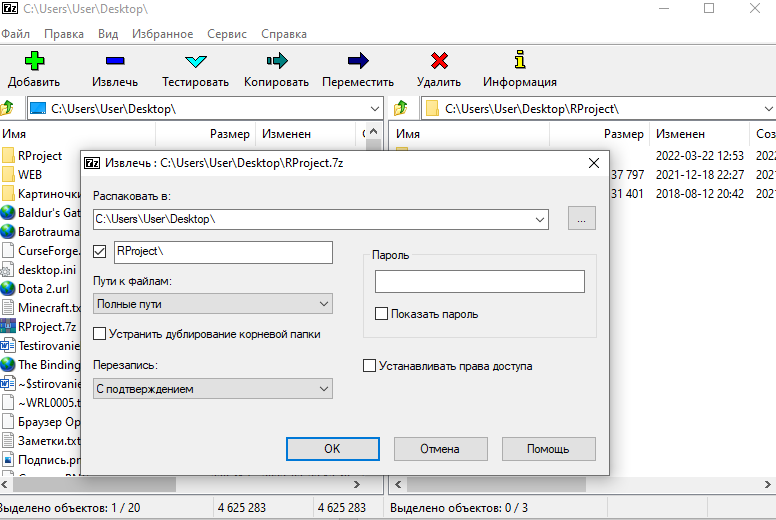 7z C:\Users\User\Desktop\
Файл Правка Вид Избранное Сервис Справка
Добавить Извлечь Тестировать Копировать Переместить Удалить Информация
C:\Users\User\Desktop\ C:\Users\User\Desktop\RProject\
Имя Размер Изменен Имя Размер Изменен Соз
7z Извлечь : C:\Users\User\Desktop\RProject.7z
Распаковать в:
C:\Users\User\Desktop\ ...
RProject\
Пути к файлам:
Полные пути
Устранить дублирование корневой папки
Перезапись:
С подтверждением
Пароль
Показать пароль
Устанавливать права доступа
OK Отмена Помощь
RProject
WEB
Картиночки
Baldur's Gat
Barotrauma
CurseForge.
desktop.ini
Dota 2.url
Minecraft.tx
RProject.7z
Testirovanie
The Binding
~$stirovanie
~WRL0005.t
Браузер Op
Заметки.txt
Подпись.pn
2022-03-22 12:53 2022
37 797 2021-12-18 22:27 2021
31 401 2018-08-12 20:42 2021
Выделено объектов: 1 / 20 4 625 283 4 625 283 Выделено объектов: 0 / 3